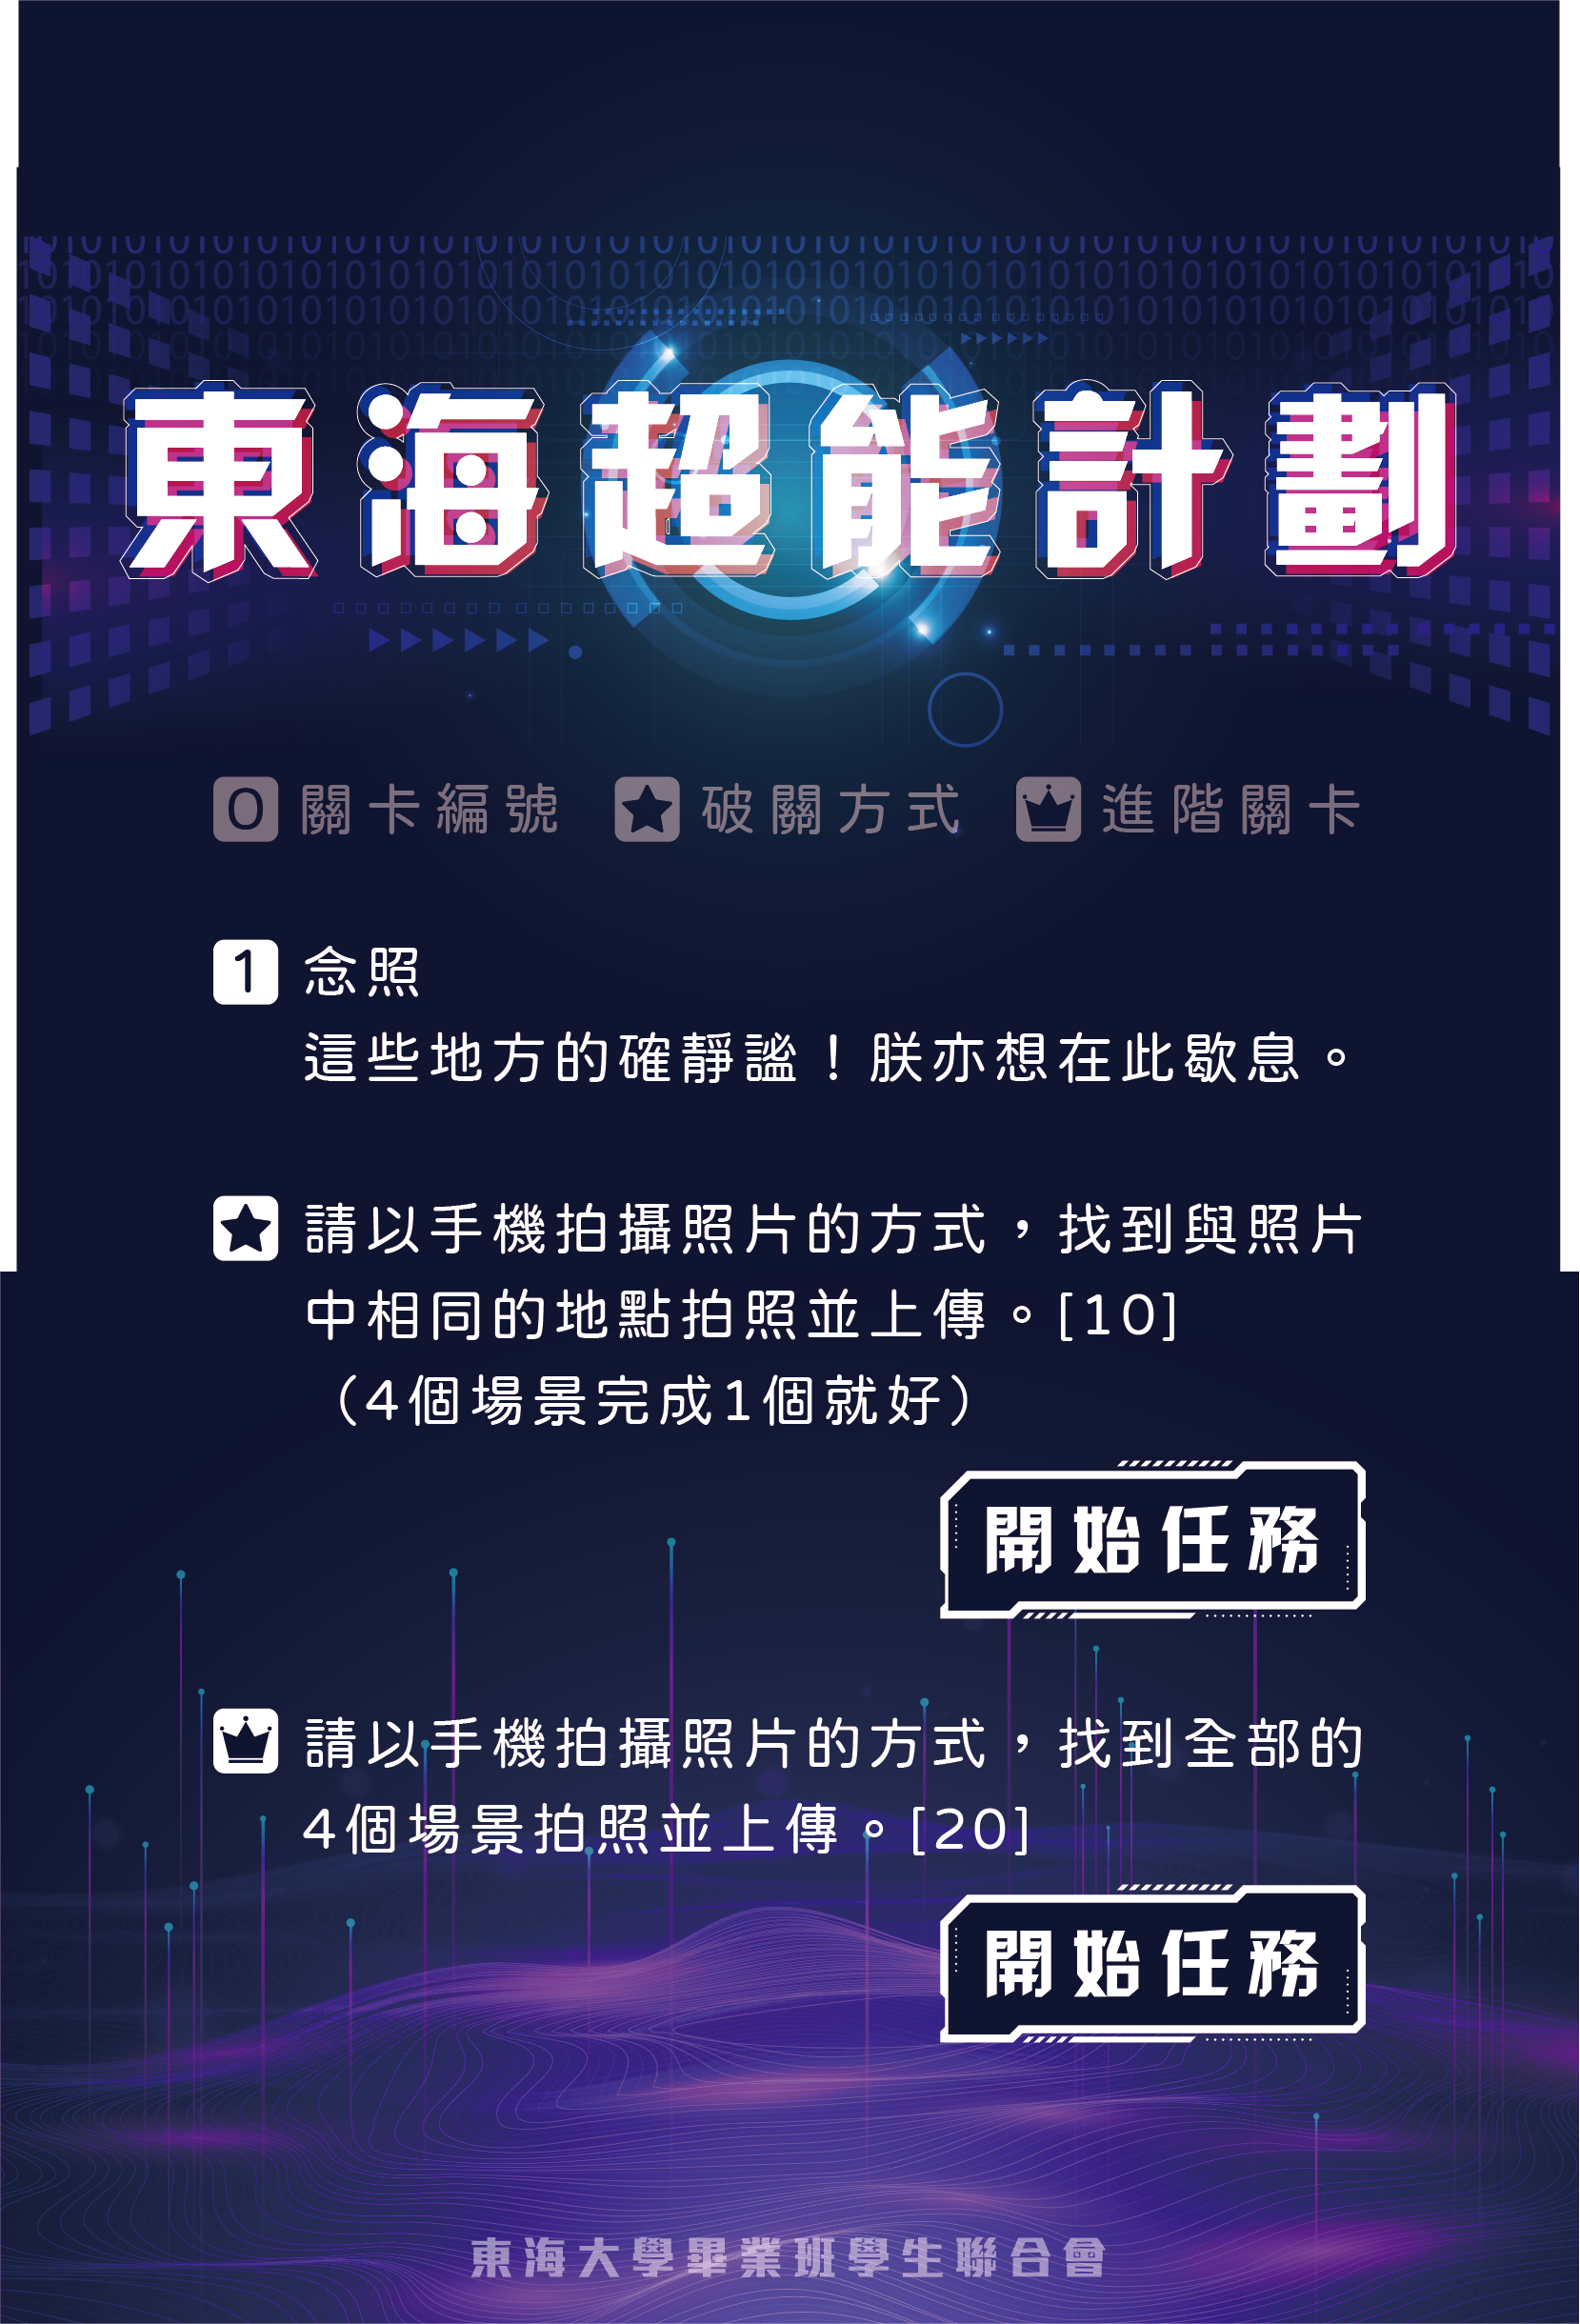 東海超能計劃
0 關卡編號 破關方式 進階關卡
1 念照
這些地方的確靜謐！朕亦想在此歇息。
請以手機拍攝照片的方式，找到與照片
中相同的地點拍照並上傳。[10]
（4個場景完成1個就好）
開始任務
請以手機拍攝照片的方式，找到全部的
4個場景拍照並上傳。[20]
開始任務
東海大學畢業班學生聯合會